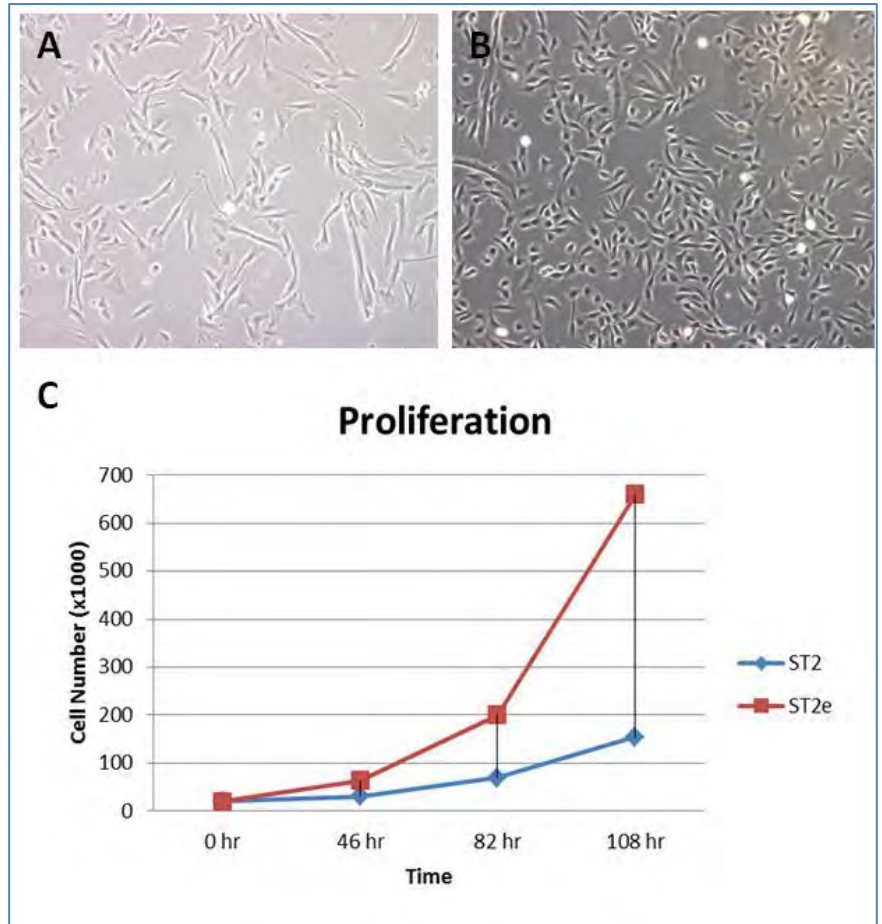 A
B
C
Proliferation
700
600
500
400
300
200
100
0
Cell Number (x1000)
0 hr
46 hr
82 hr
108 hr
Time
ST2
ST2e